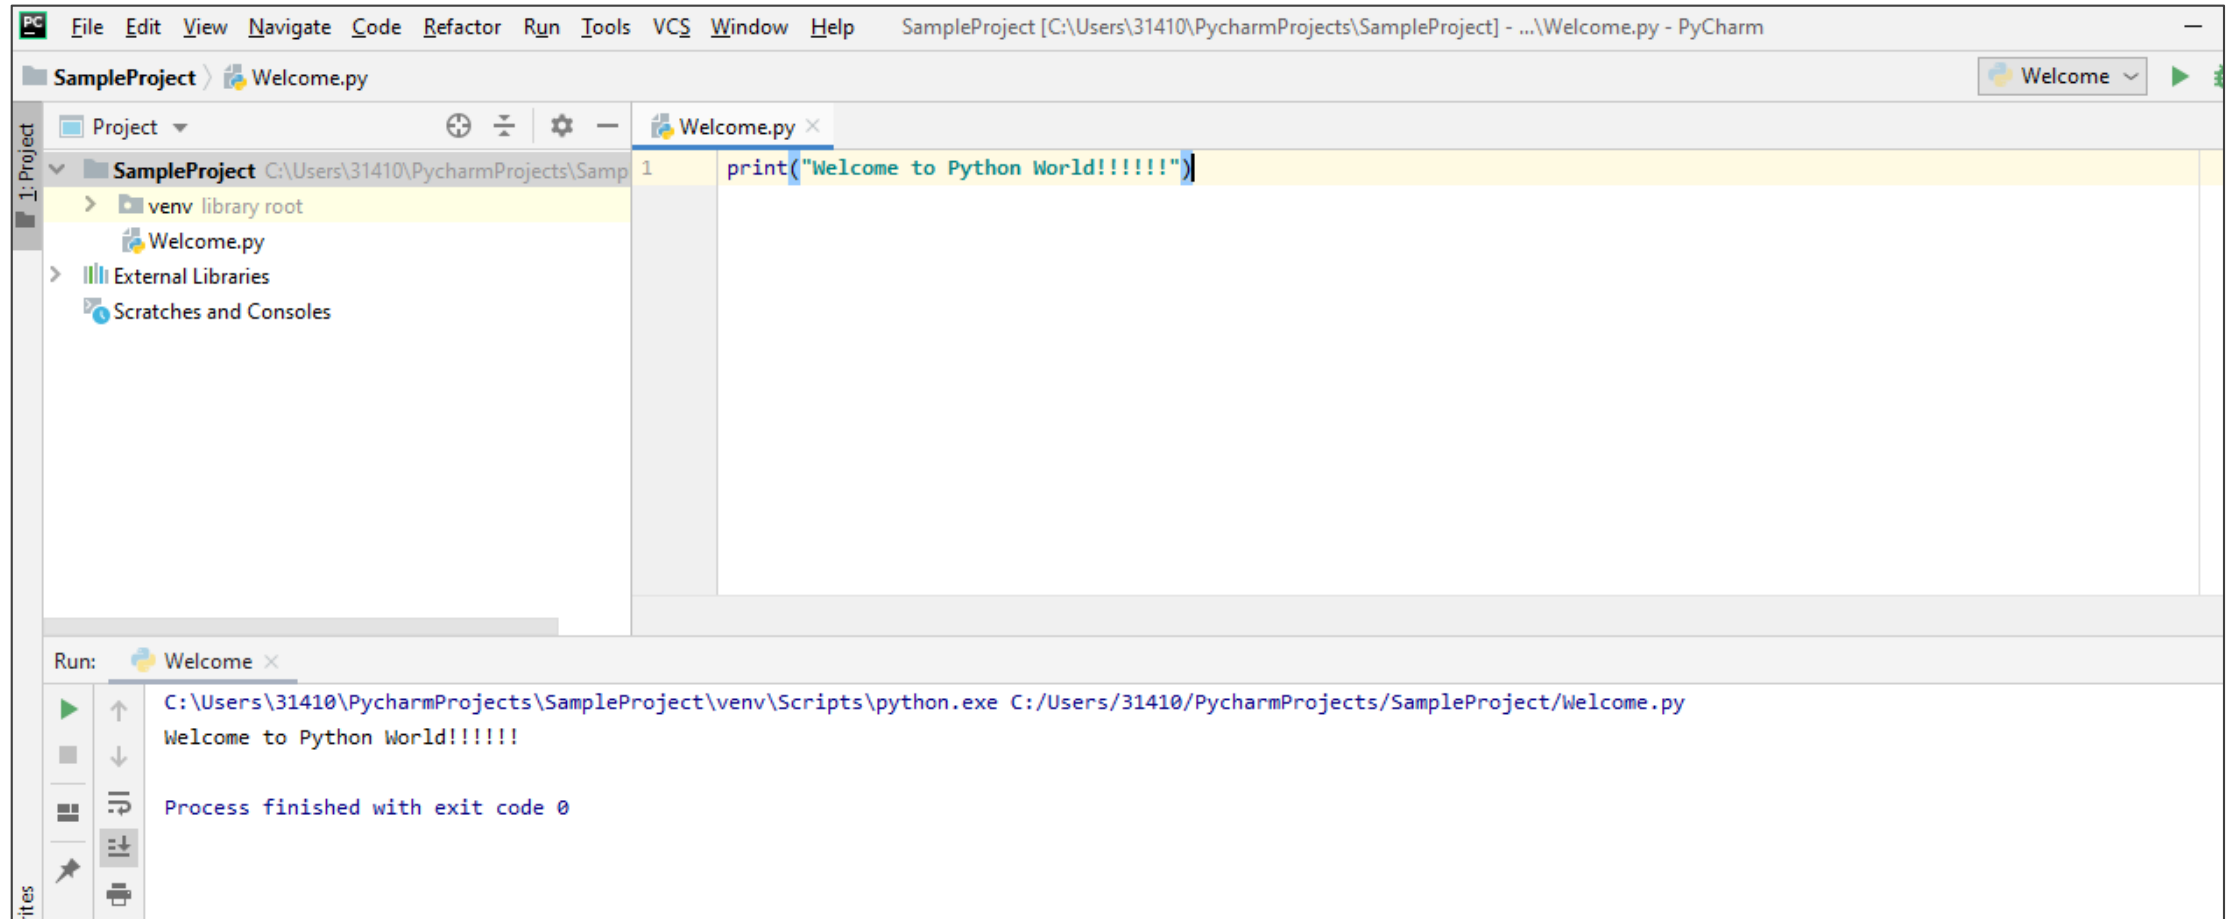 PC File Edit View Navigate Code Refactor Run Tools VCS Window Help SampleProject [C:\Users\31410\PycharmProjects\SampleProject] - ...\Welcome.py - PyCharm
SampleProject Welcome.py Welcome
1: Project
Project Welcome.py
SampleProject C:\Users\31410\PycharmProjects\Samp
venv library root
Welcome.py
External Libraries
Scratches and Consoles
1 print("Welcome to Python World!!!!!!")
Run: Welcome
C:\Users\31410\PycharmProjects\SampleProject\venv\Scripts\python.exe C:/Users/31410/PycharmProjects/SampleProject/Welcome.py
Welcome to Python World!!!!!!
Process finished with exit code 0